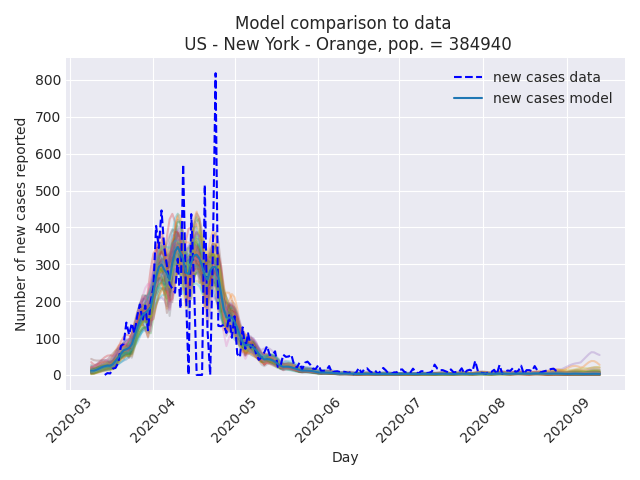 Model comparison to data
US - New York - Orange, pop. = 384940
new cases data
new cases model
Number of new cases reported
800
700
600
500
400
300
200
100
0
2020-03
2020-04
2020-05
2020-06
2020-07
2020-08
2020-09
Day